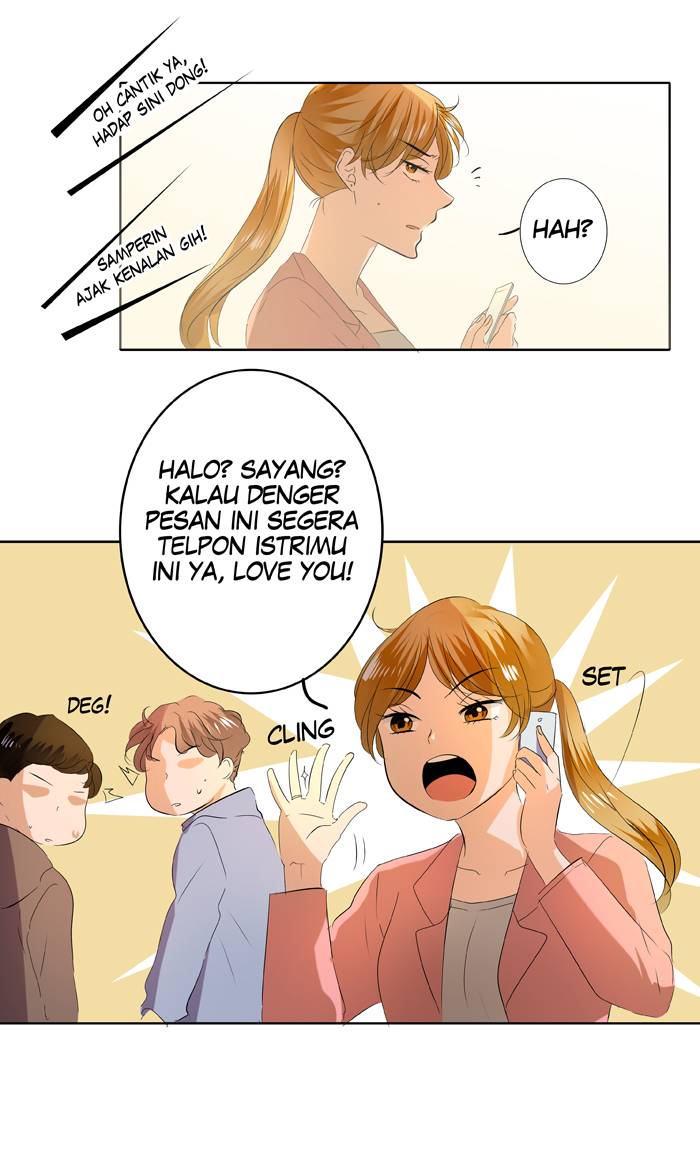 OH CÂNTIK YA,
HADAP SINI DONG!
SAMPERIN
AJAK KENALAN GIH!
HAH?
HALO? SAYANG?
KALAU DENGER
PESAN INI SEGERA
TELPON ISTRIMU
INI YA, LOVE YOU!
DEG!
CLING
SET